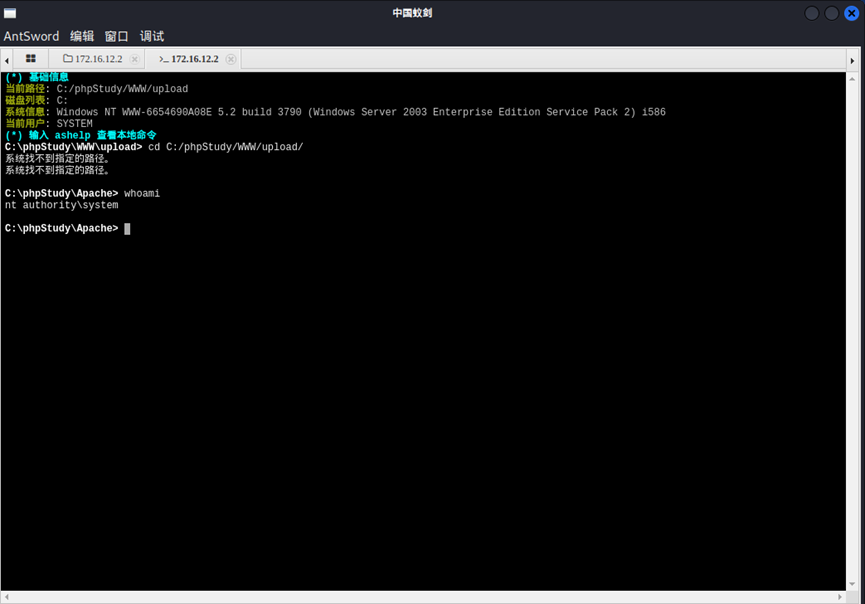 中国蚁剑
AntSword 编辑 窗口 调试
172.16.12.2 >_ 172.16.12.2
(*) 基础信息
当前路径: C:/phpStudy/WWW/upload
磁盘列表: C:
系统信息: Windows NT WWW-6654690A08E 5.2 build 3790 (Windows Server 2003 Enterprise Edition Service Pack 2) i586
当前用户: SYSTEM
(*) 输入 ashelp 查看本地命令
C:\phpStudy\WWW\upload> cd C:/phpStudy/WWW/upload/
系统找不到指定的路径。
系统找不到指定的路径。
C:\phpStudy\Apache> whoami
nt authority\system
C:\phpStudy\Apache>